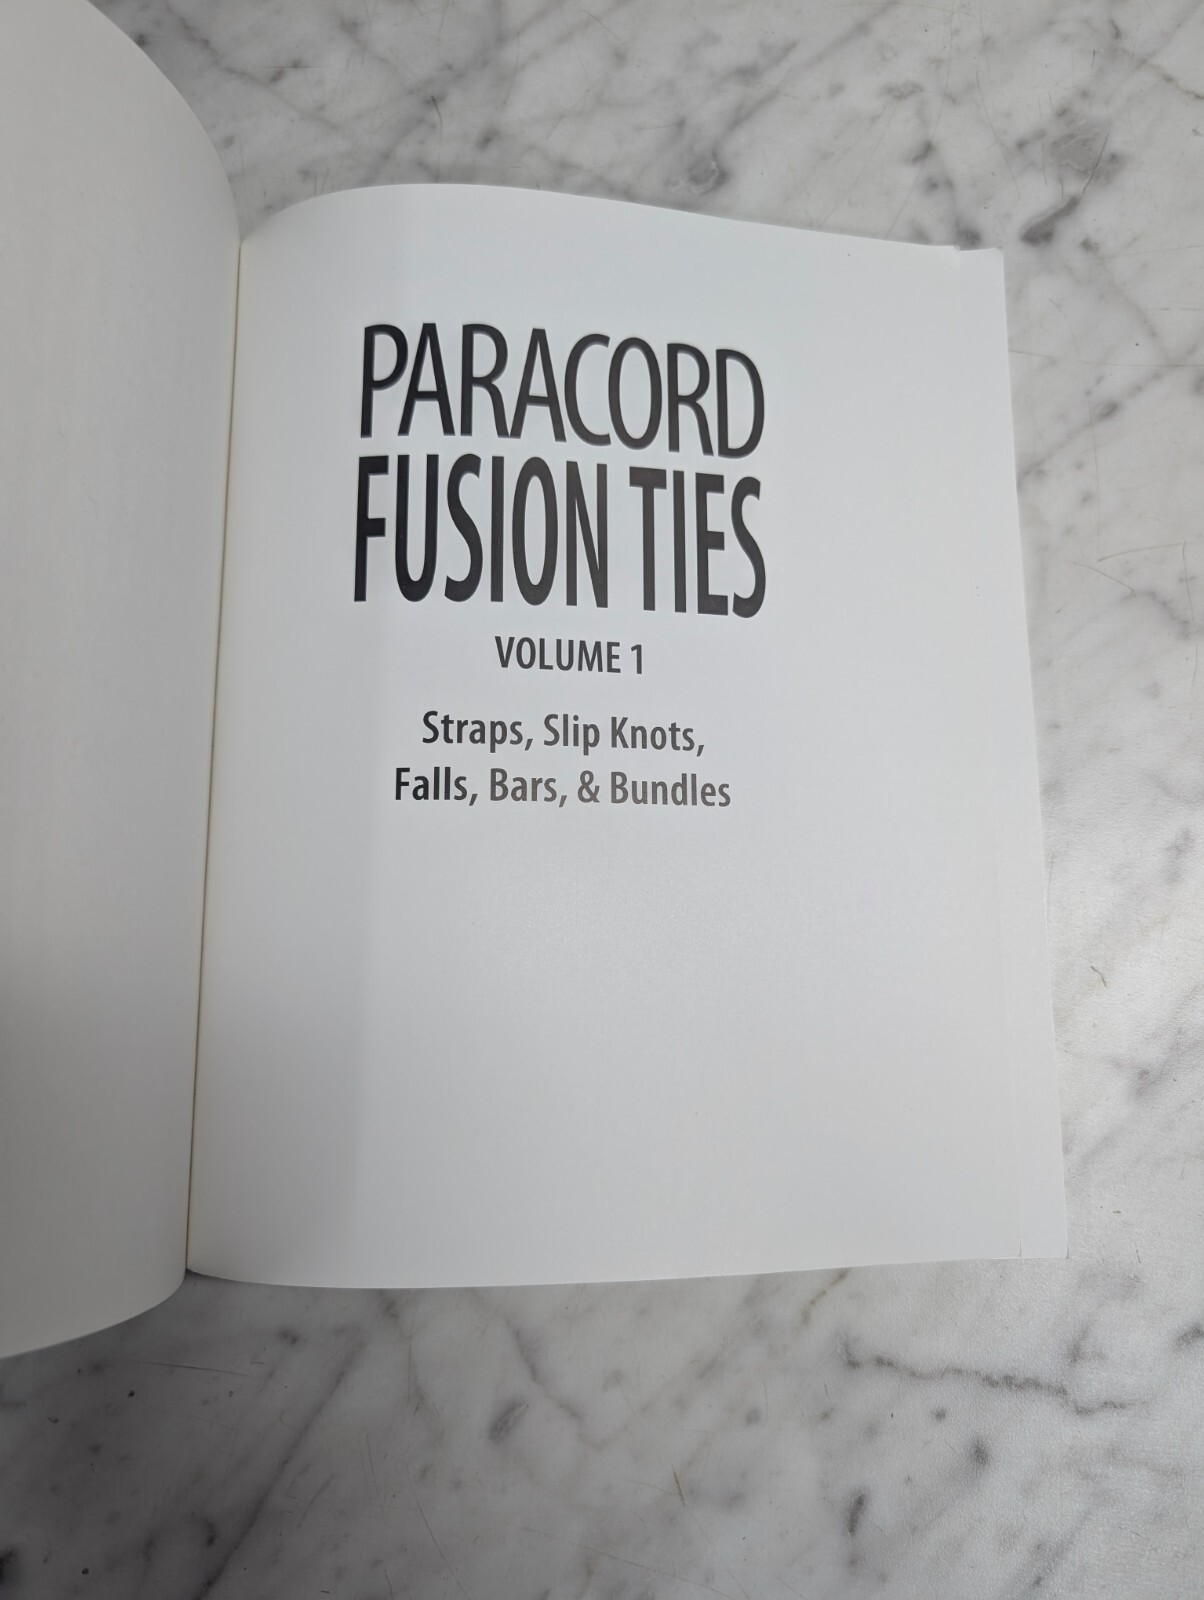 PARACORD
FUSION TIES
VOLUME 1
Straps, Slip Knots,
Falls, Bars, & Bundles